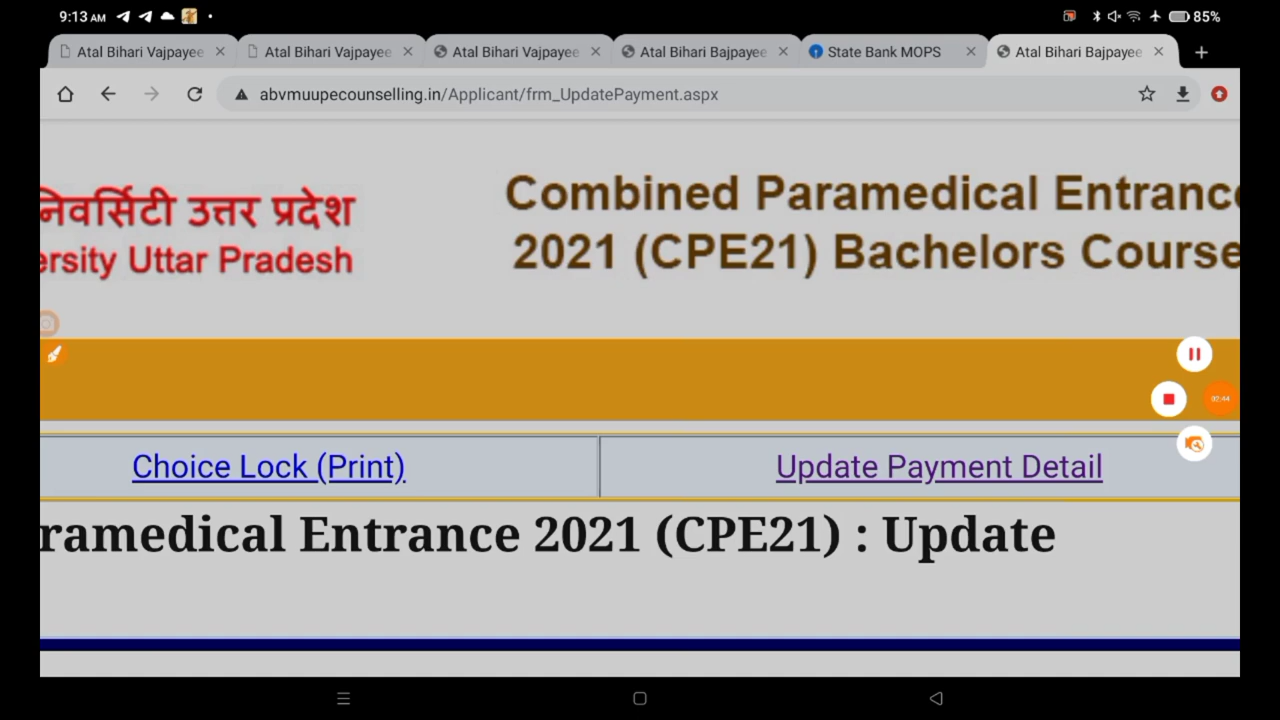 9:13 AM
85%
Atal Bihari Vajpayee
Atal Bihari Vajpayee
Atal Bihari Vajpayee
Atal Bihari Bajpayee
State Bank MOPS
Atal Bihari Bajpayee
abvmuupecounselling.in/Applicant/frm_UpdatePayment.aspx
निवर्सिटी उत्तर प्रदेश
ersity Uttar Pradesh
Combined Paramedical Entranc
2021 (CPE21) Bachelors Course
02:44
Choice Lock (Print)
Update Payment Detail
ramedical Entrance 2021 (CPE21) : Update